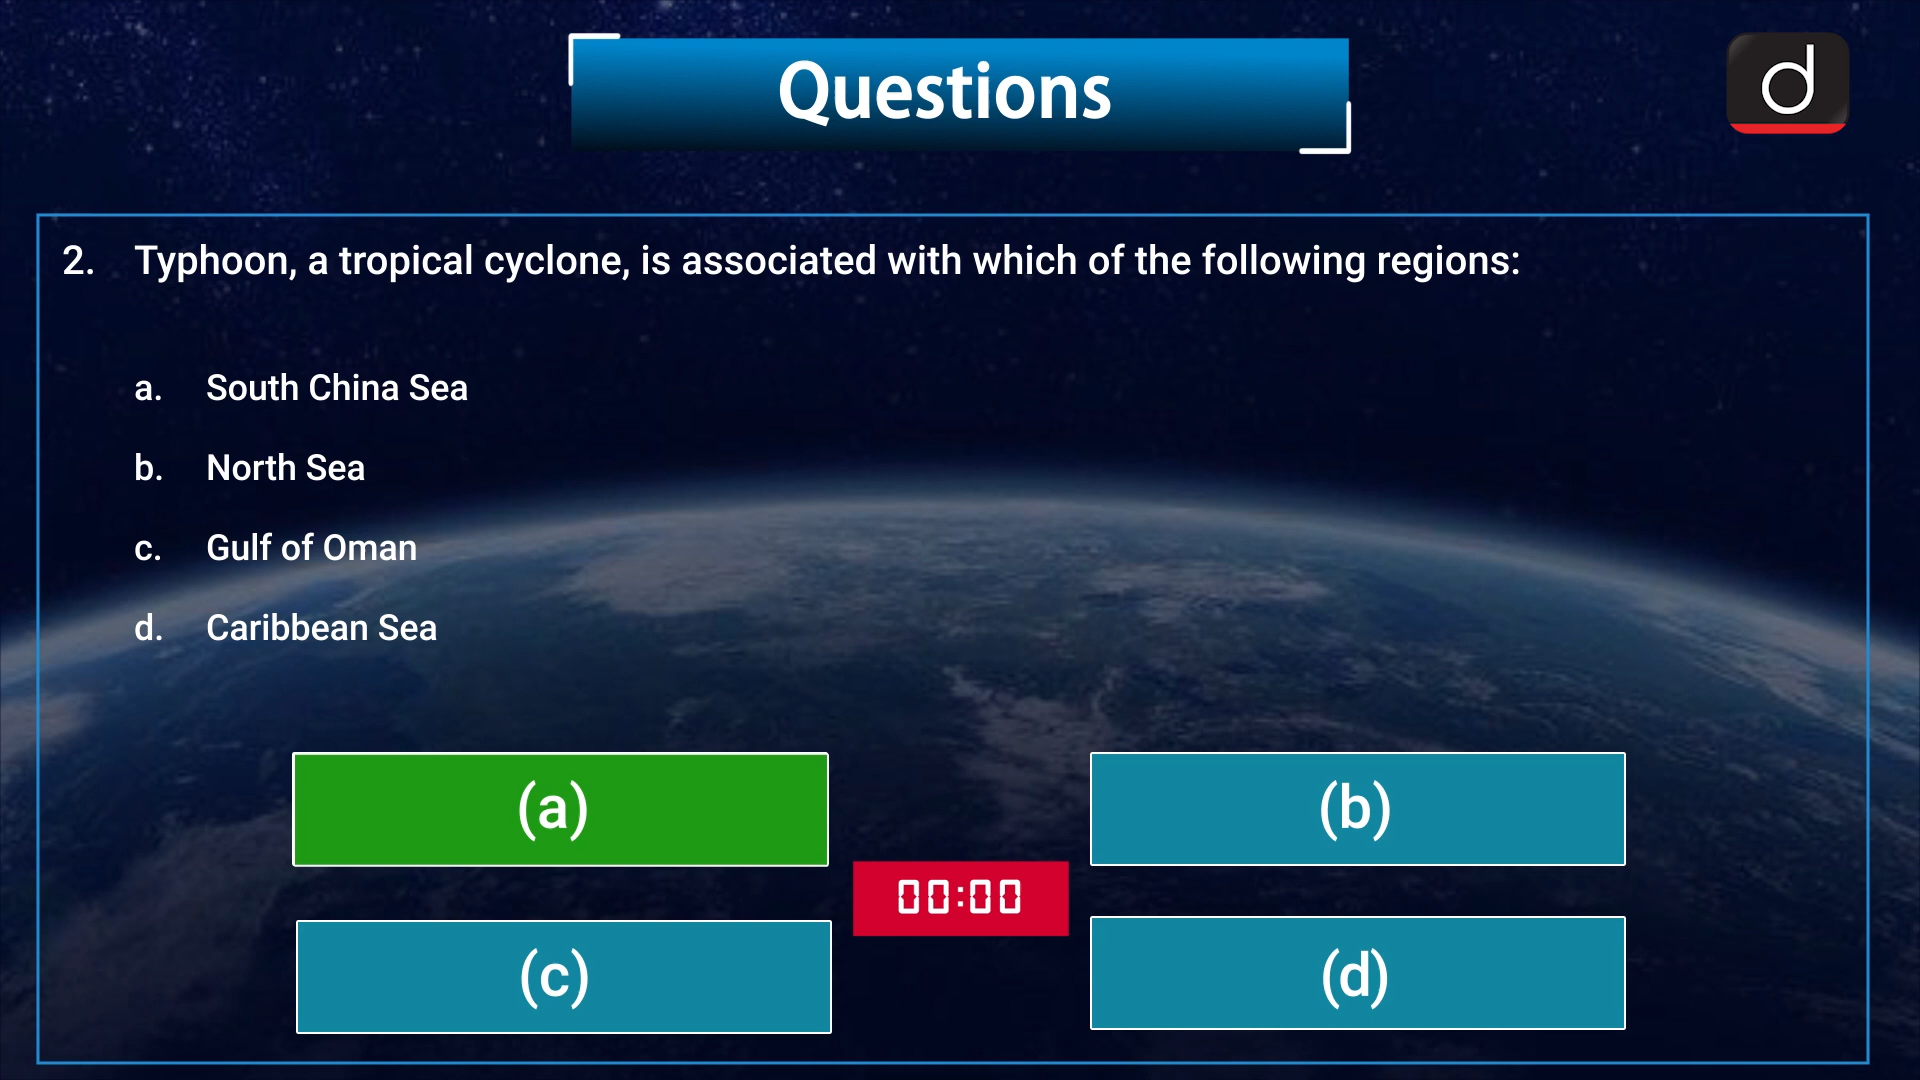 Questions
d
2. Typhoon, a tropical cyclone, is associated with which of the following regions:
a. South China Sea
b. North Sea
c. Gulf of Oman
d. Caribbean Sea
(a)
(b)
00:00
(c)
(d)